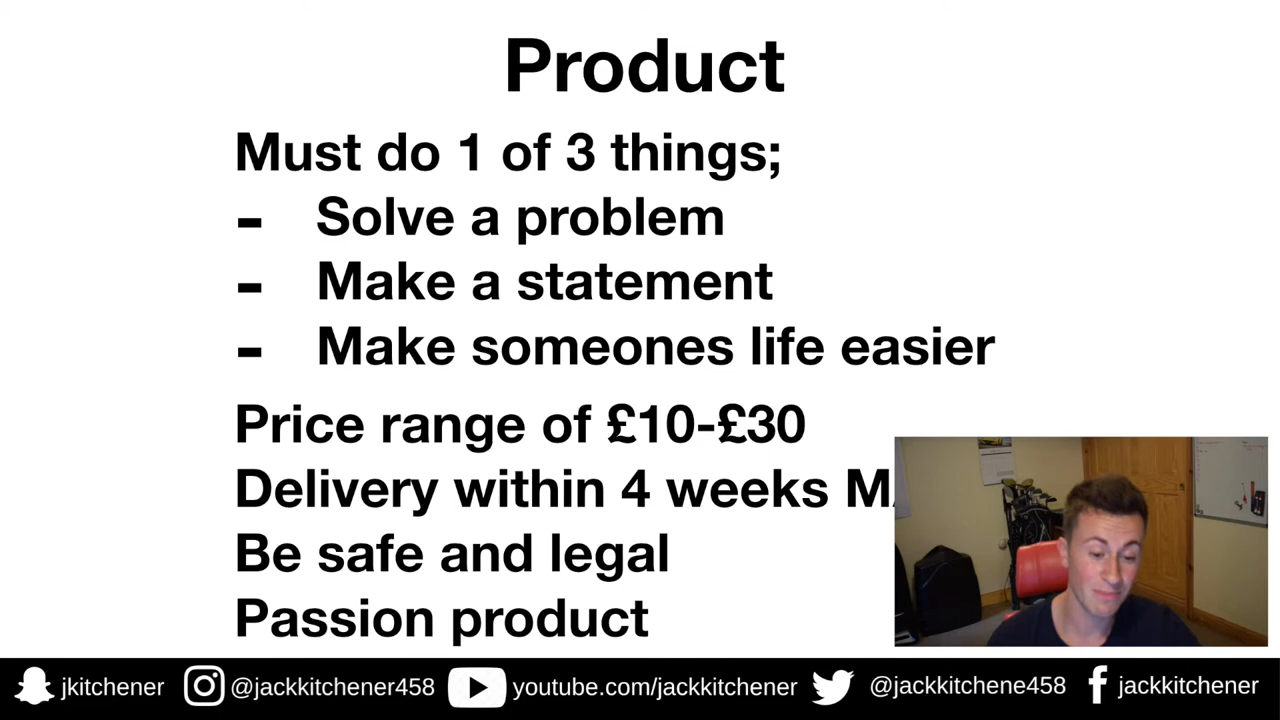 Product
Must do 1 of 3 things;
- Solve a problem
- Make a statement
- Make someones life easier
Price range of £10-£30
Delivery within 4 weeks
Be safe and legal
Passion product
jkitchener @jackkitchener458 youtube.com/jackkitchener @jackkitchene458 jackkitchener